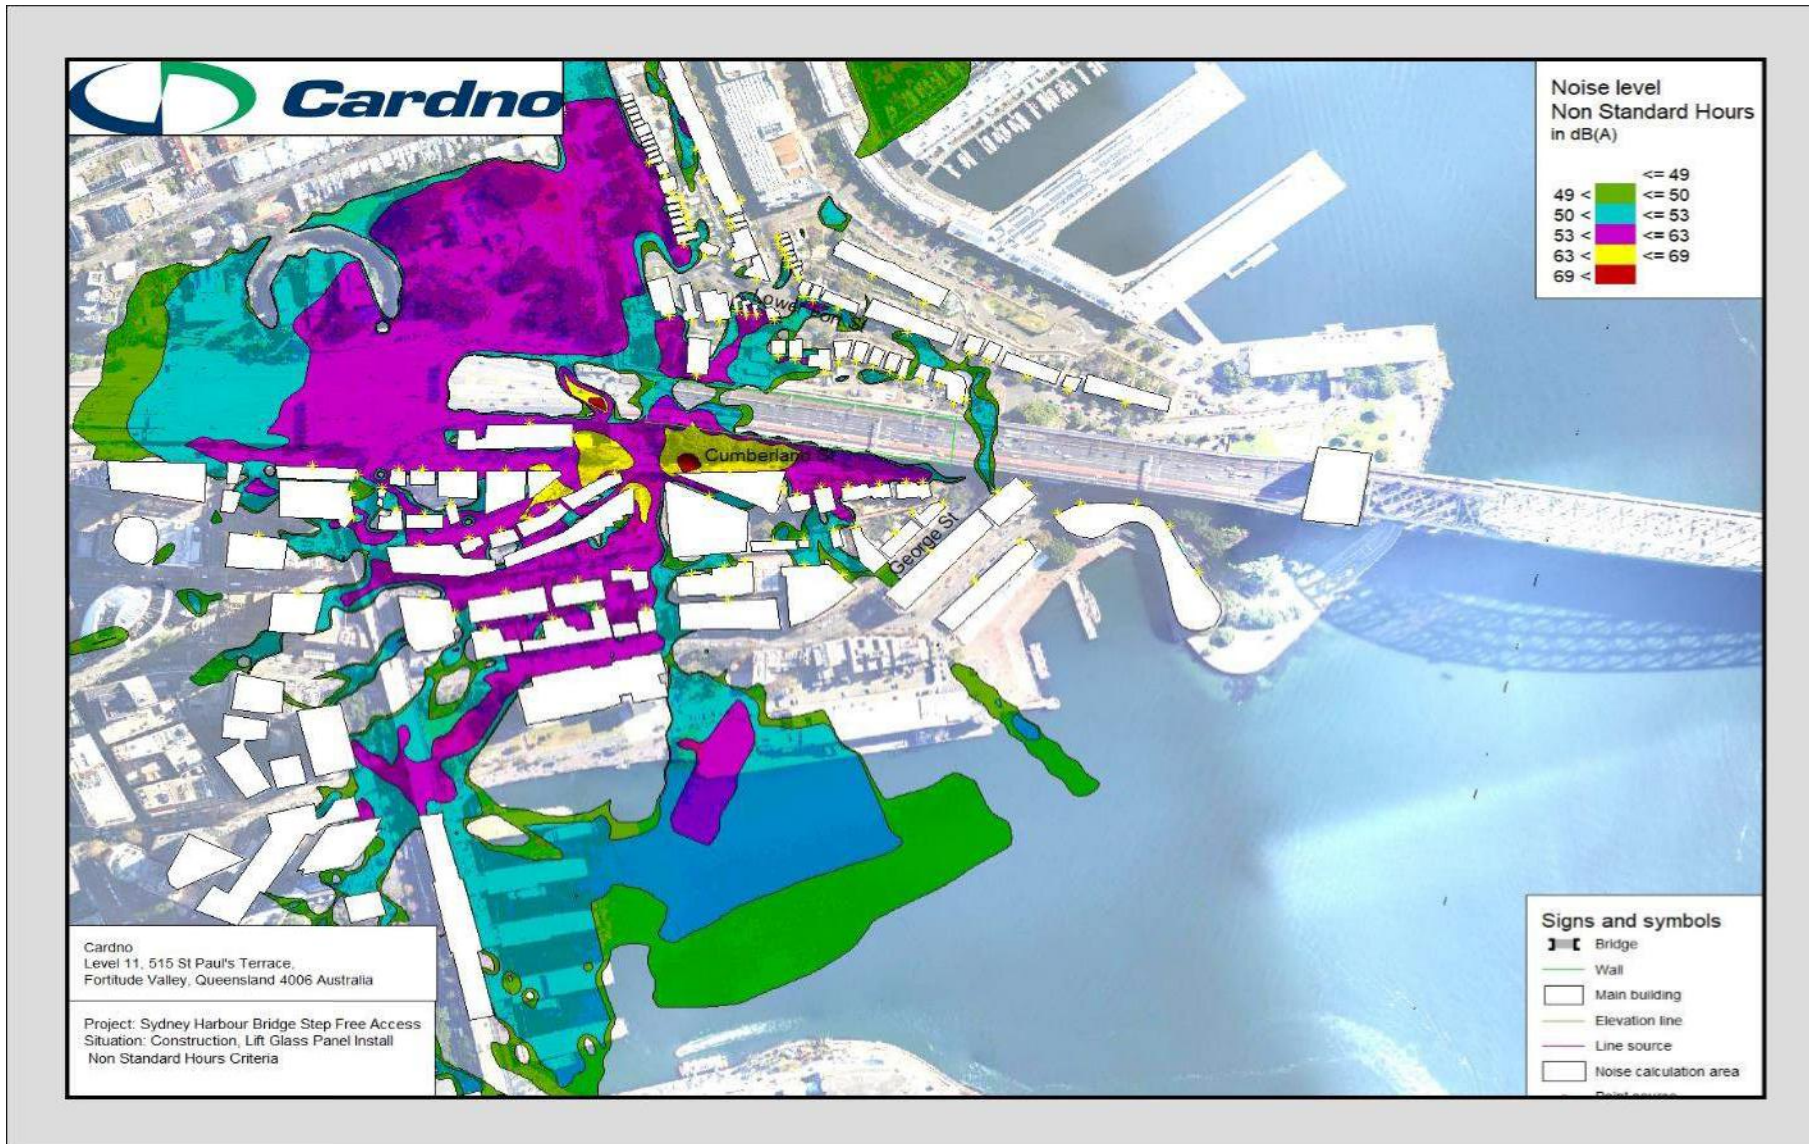 Cardno
Noise level
Non Standard Hours
in dB(A)
<= 49
49 < <= 50
50 < <= 53
53 < <= 63
63 < <= 69
69 <
Lower Fort St
Cumberland St
George St
Cardno
Level 11, 515 St Paul's Terrace,
Fortitude Valley, Queensland 4006 Australia
Project: Sydney Harbour Bridge Step Free Access
Situation: Construction, Lift Glass Panel Install
Non Standard Hours Criteria
Signs and symbols
Bridge
Wall
Main building
Elevation line
Line source
Noise calculation area